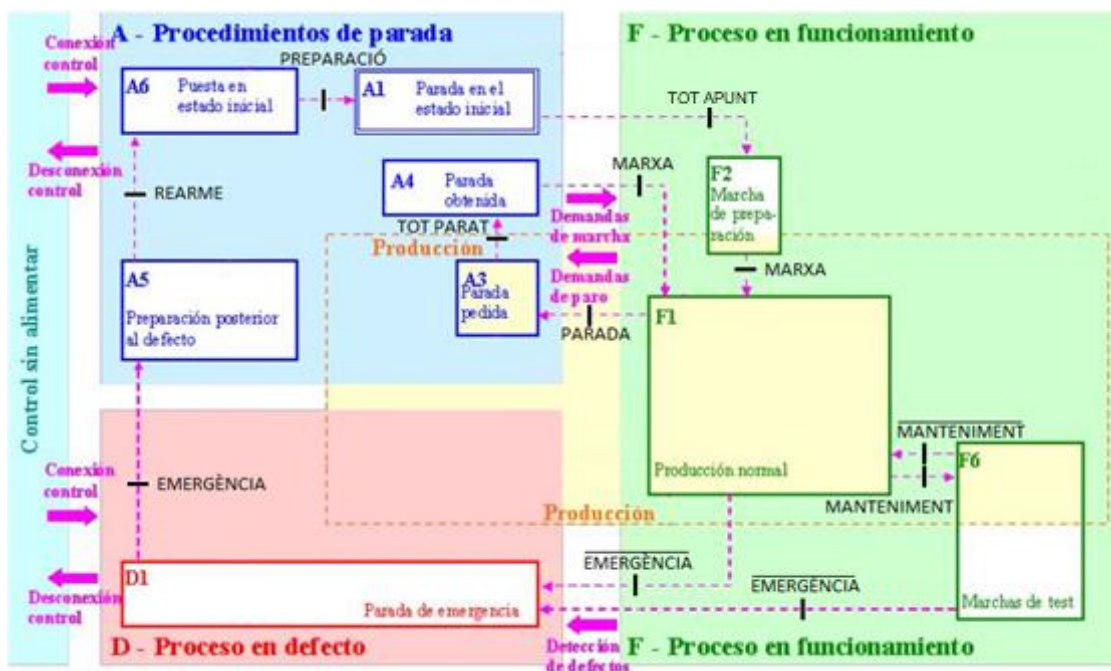 A - Procedimientos de parada
F - Proceso en funcionamiento
Conexión
control
PREPARACIÓ
A6
Puesta en
estado inicial
A1
Parada en el
estado inicial
TOT APUNT
Desconexión
control
REARME
A4
Parada
obtenida
MARXA
F2
Marcha
de prepa-
ración
TOT PARAT
Demandas
de marcha
Producción
A5
Preparación posterior
al defecto
A3
Parada
pedida
Demandas
de paro
MARXA
PARADA
F1
Control sin alimentar
MANTENIMENT
F6
Producción normal
MANTENIMENT
Conexión
control
EMERGÈNCIA
Producción
D1
EMERGÈNCIA
EMERGÈNCIA
Desconexión
control
Parada de emergencia
Marchas de test
D - Proceso en defecto
Detección
de defectos
F - Proceso en funcionamiento